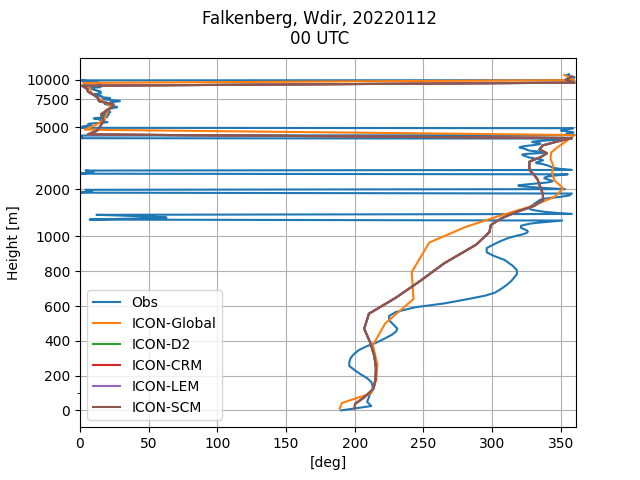 Falkenberg, Wdir, 20220112
00 UTC
10000
7500
5000
2000
1000
800
600
400
200
0
Height [m]
Obs
ICON-Global
ICON-D2
ICON-CRM
ICON-LEM
ICON-SCM
0 50 100 150 200 250 300 350
[deg]